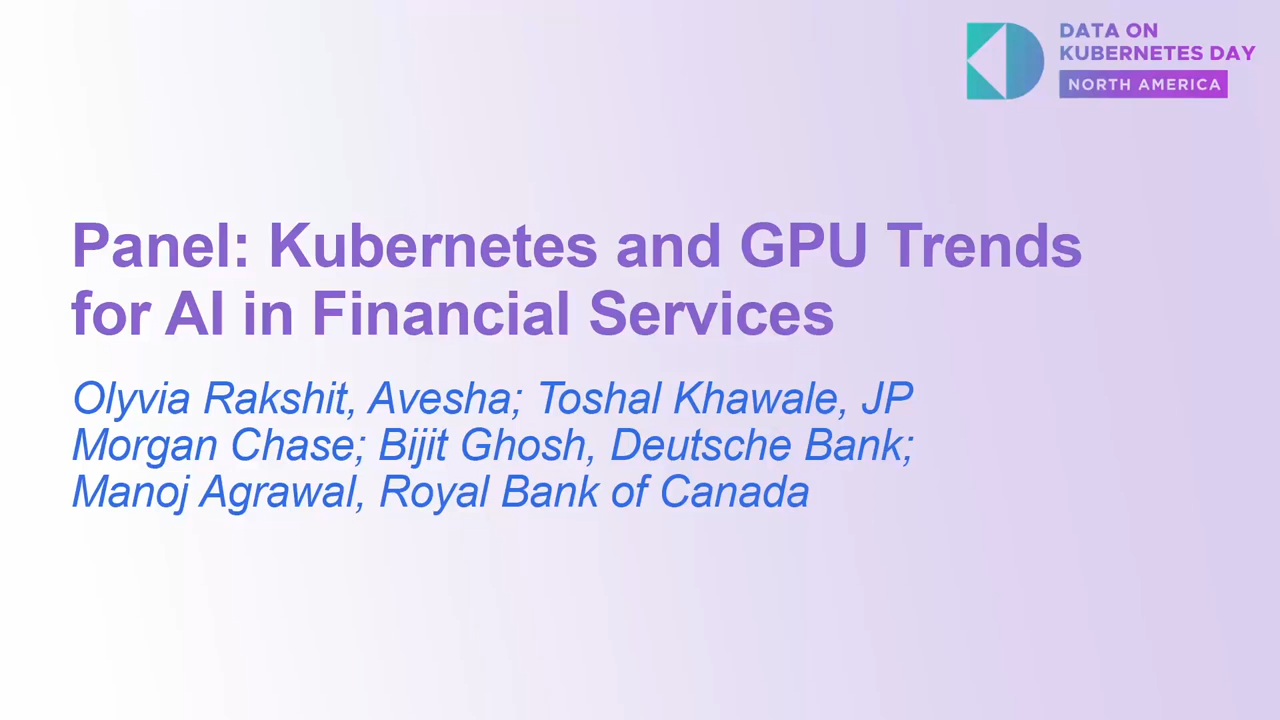 DATA ON
KUBERNETES DAY
NORTH AMERICA
Panel: Kubernetes and GPU Trends
for AI in Financial Services
Olyvia Rakshit, Avesha; Toshal Khawale, JP
Morgan Chase; Bijit Ghosh, Deutsche Bank;
Manoj Agrawal, Royal Bank of Canada